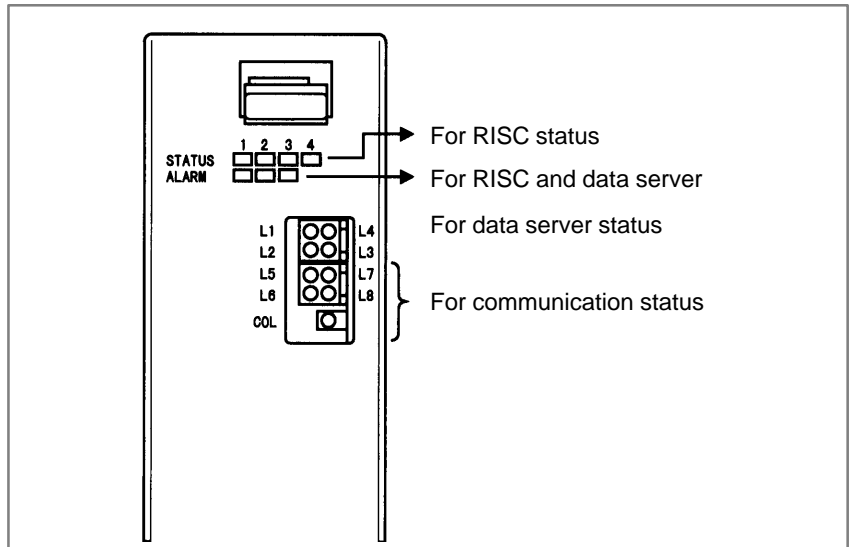 1 2 3 4
STATUS
For RISC status
ALARM
For RISC and data server
L1 L4 For data server status
L2 L3
L5 L7
L6 L8
For communication status
COL